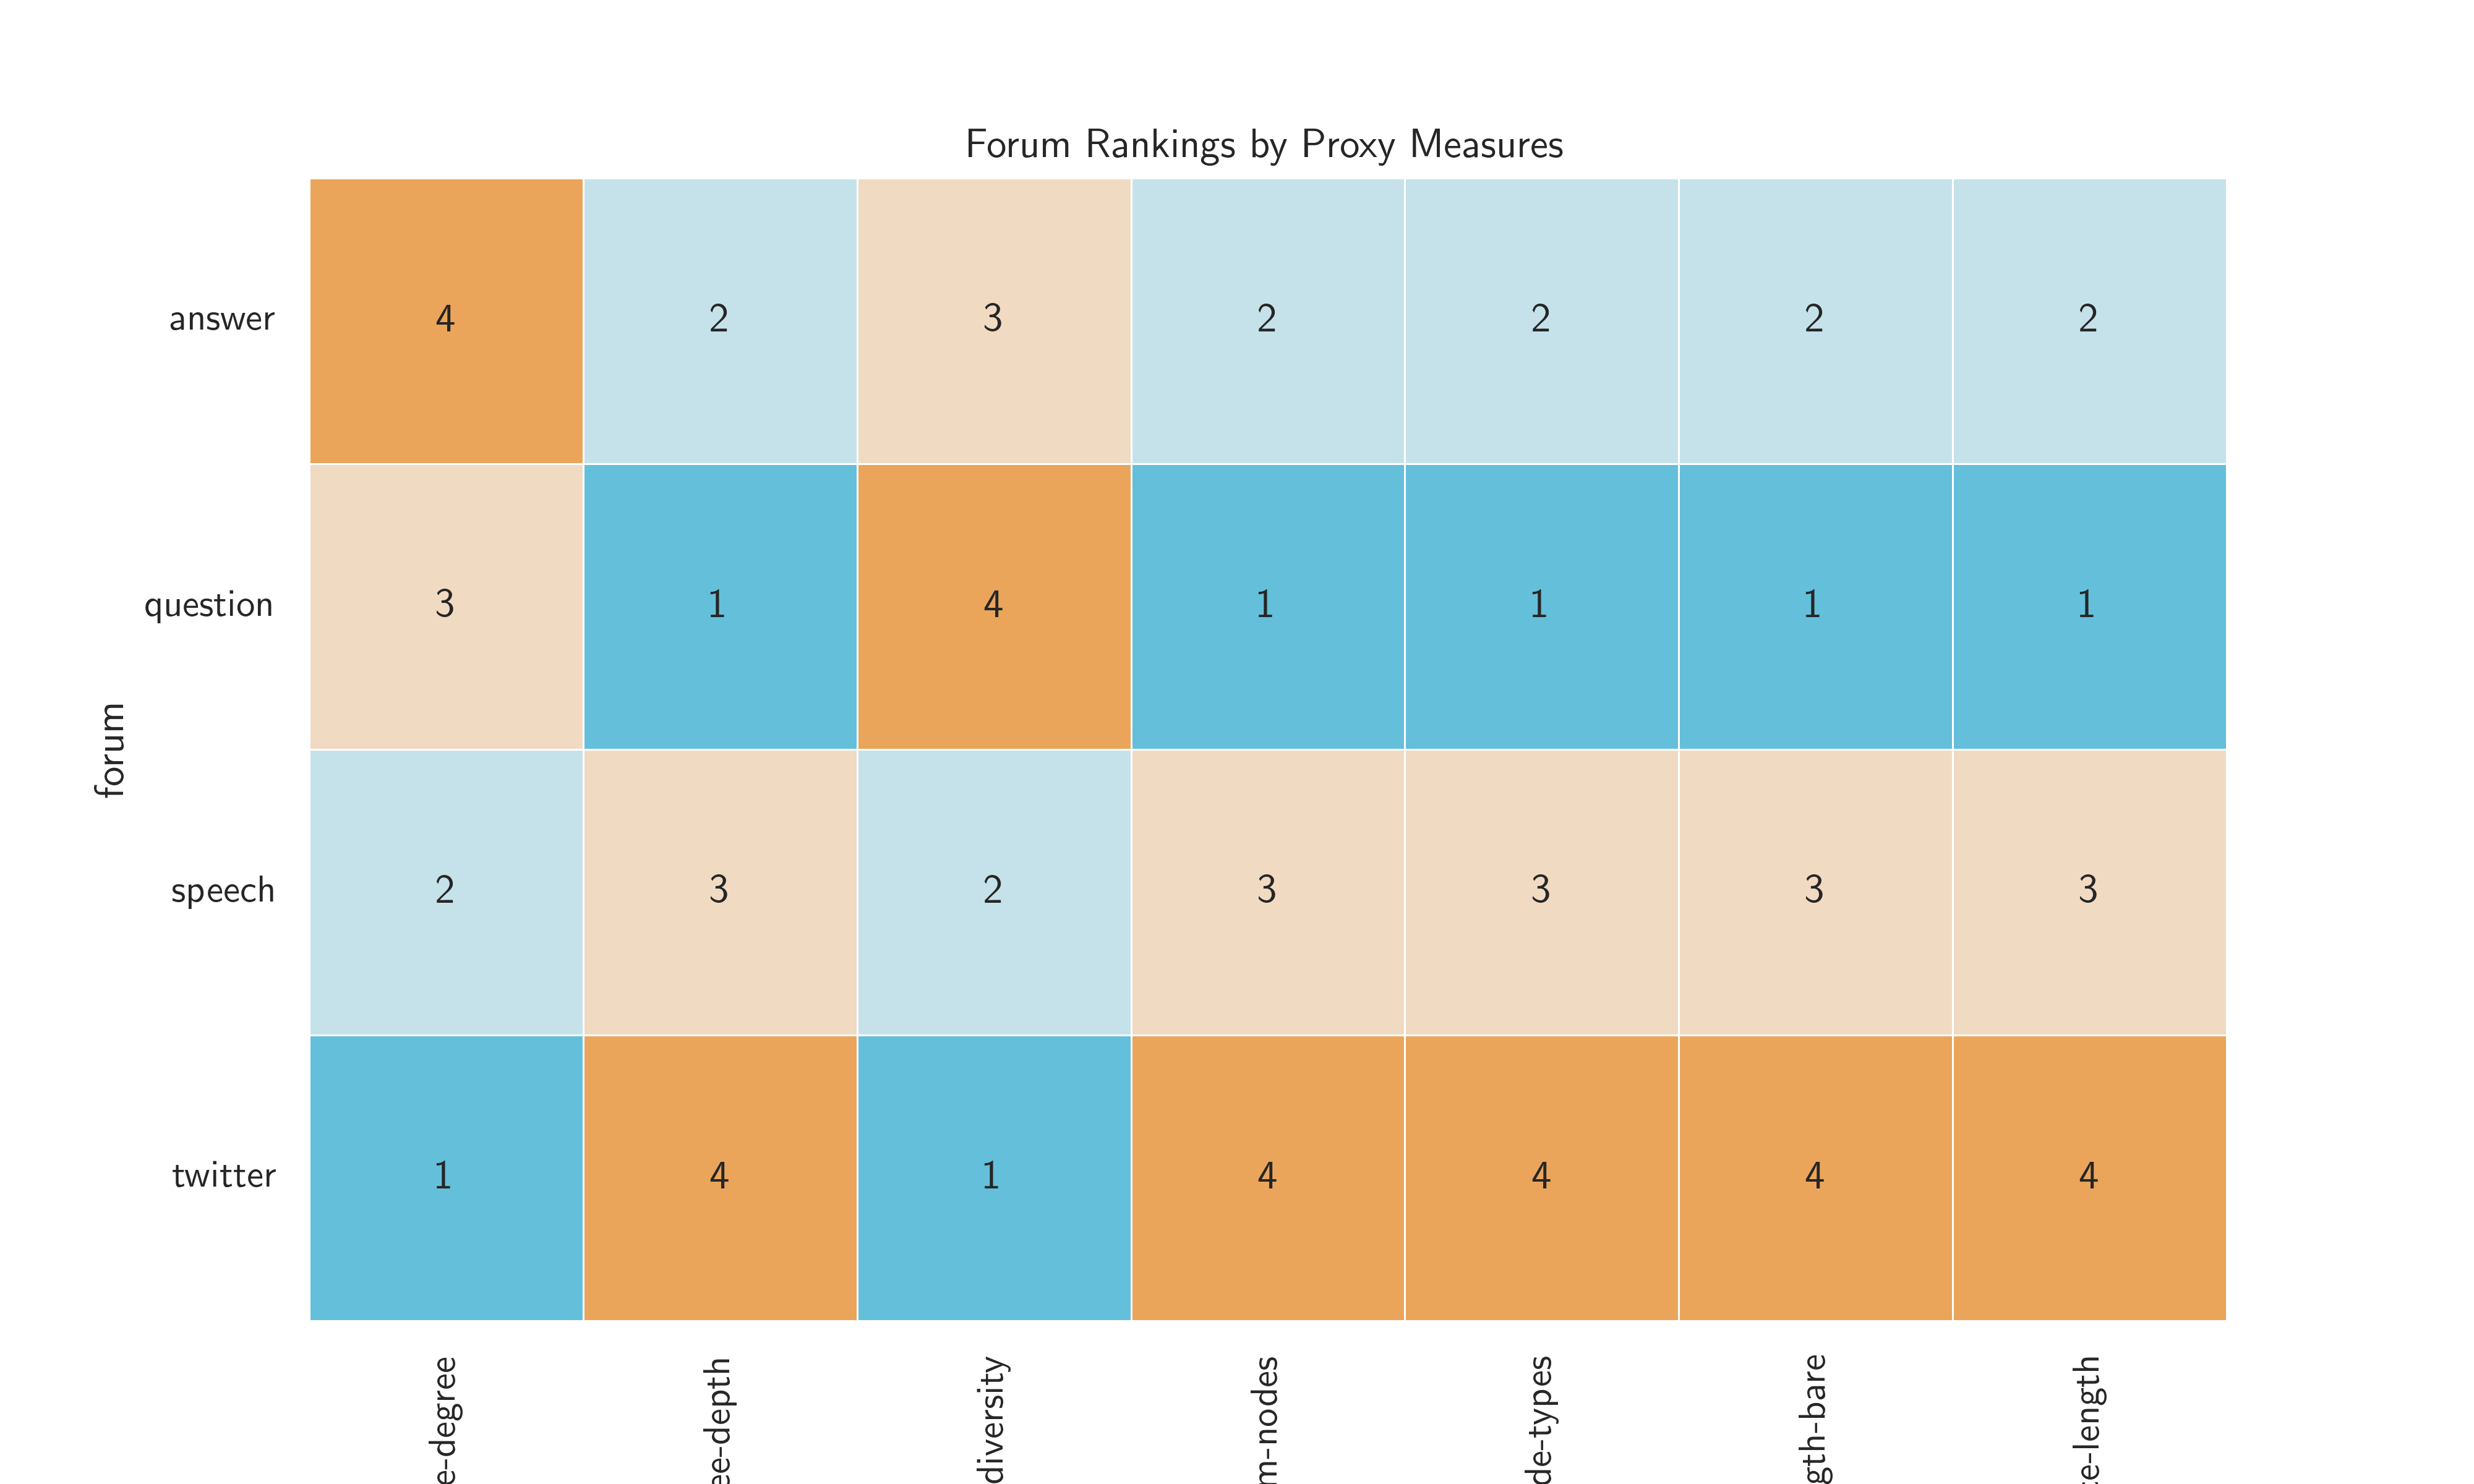 Forum Rankings by Proxy Measures
answer 4 2 3 2 2 2 2
question 3 1 4 1 1 1 1
forum
speech 2 3 2 3 3 3 3
twitter 1 4 1 4 4 4 4
e-degree
ee-depth
diversity
m-nodes
de-types
gth-bare
e-length